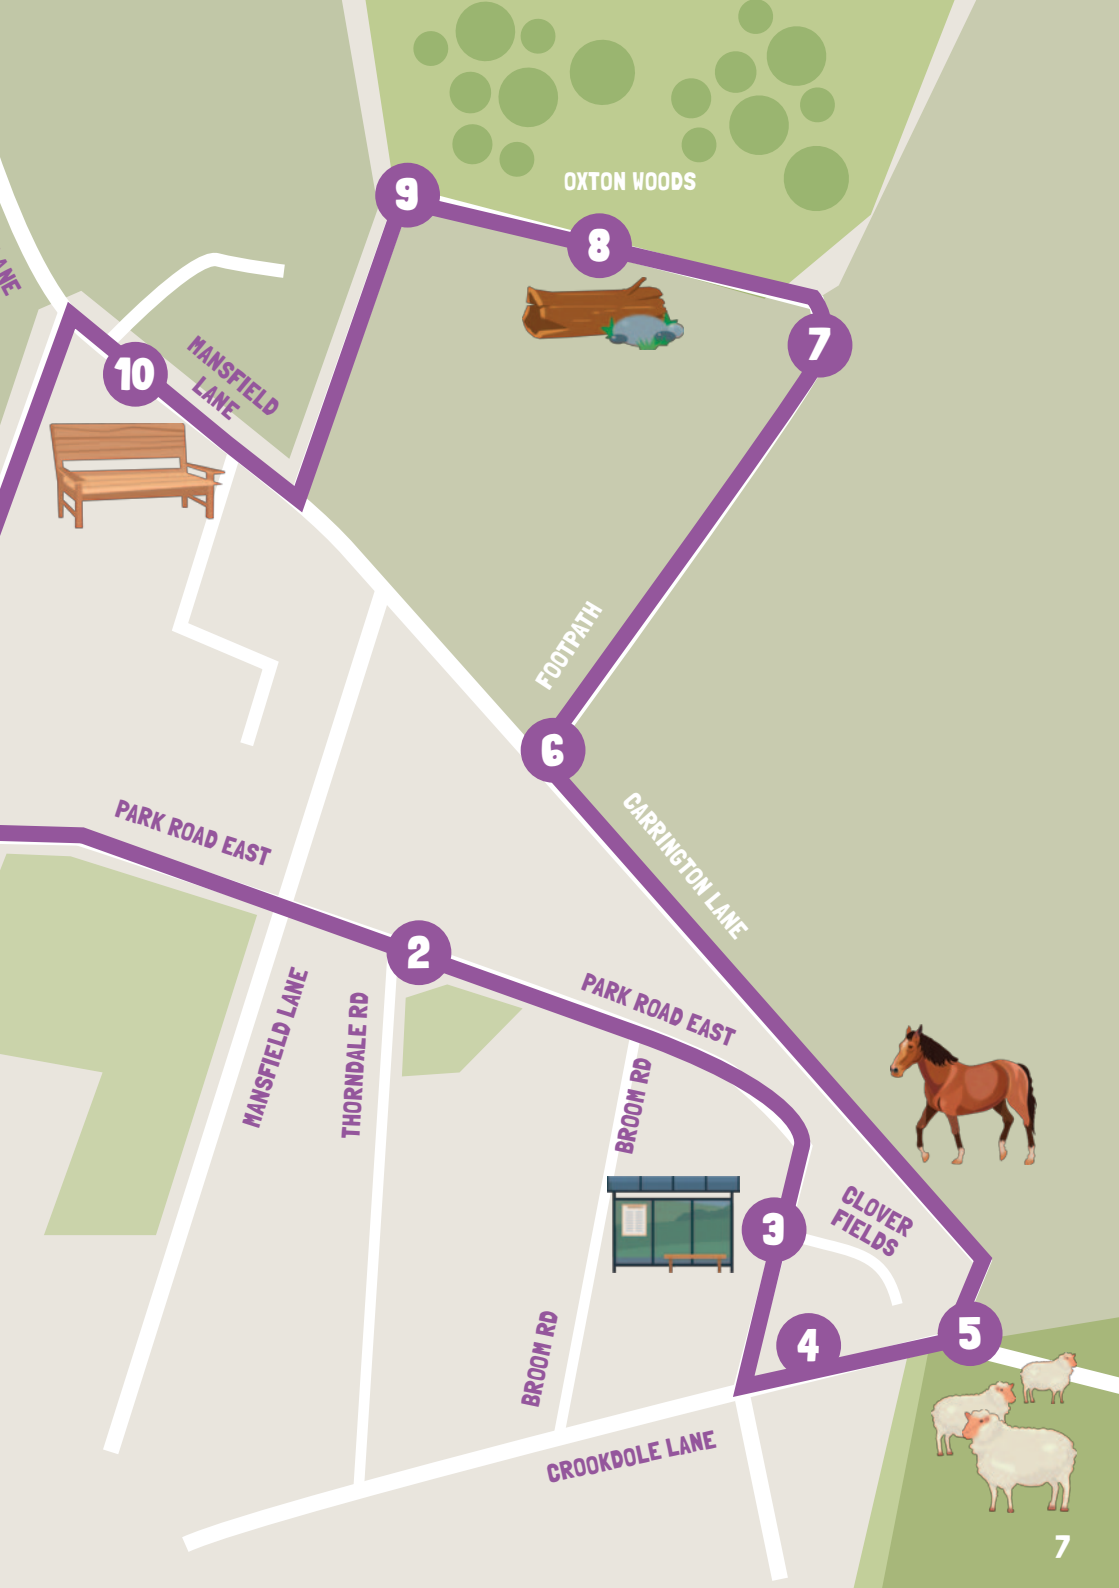 OXTON WOODS
9
8
7
10
MANSFIELD
LANE
FOOTPATH
6
CARRINGTON LANE
PARK ROAD EAST
2
PARK ROAD EAST
MANSFIELD LANE
THORNDALE RD
BROOM RD
CLOVER
FIELDS
3
BROOM RD
4
5
CROOKDOLE LANE
7